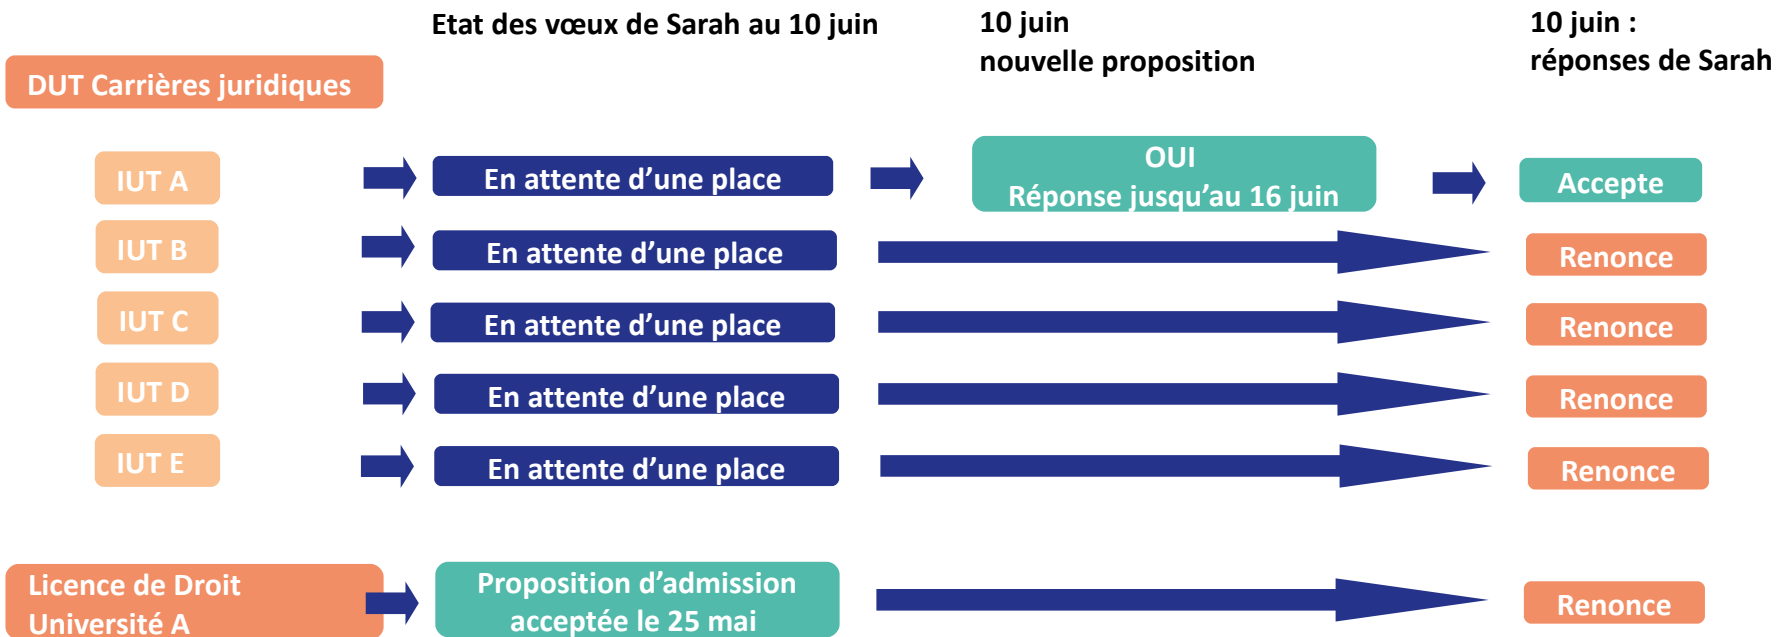 Etat des vœux de Sarah au 10 juin
10 juin
nouvelle proposition
10 juin :
réponses de Sarah
DUT Carrières juridiques
IUT A
En attente d'une place
OUI
Réponse jusqu'au 16 juin
Accepte
IUT B
En attente d'une place
Renonce
IUT C
En attente d'une place
Renonce
IUT D
En attente d'une place
Renonce
IUT E
En attente d'une place
Renonce
Licence de Droit
Université A
Proposition d'admission
acceptée le 25 mai
Renonce